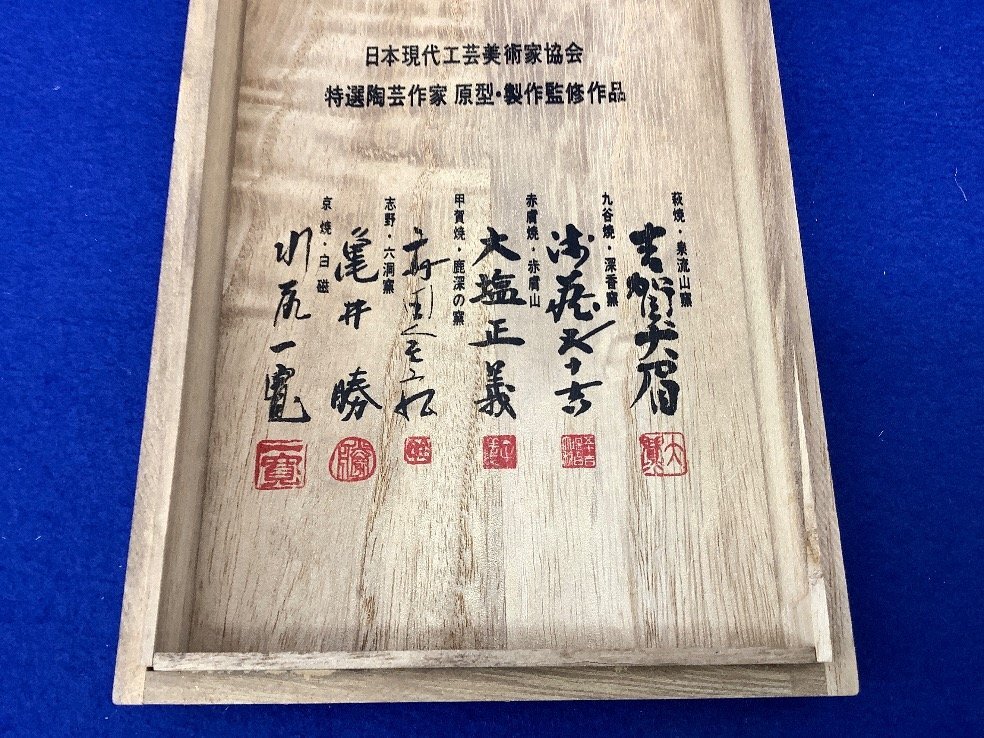 日本現代工芸美術家協会
特選陶芸作家 原型・製作監修作品
萩焼・泉流山窯
吉賀大眉
九谷焼・深香窯
浅蔵五十吉
赤膚焼・赤膚山
大塩正義
甲賀焼・鹿深の窯
志野・六洞窯
亀井勝
京焼・白磁
一寛